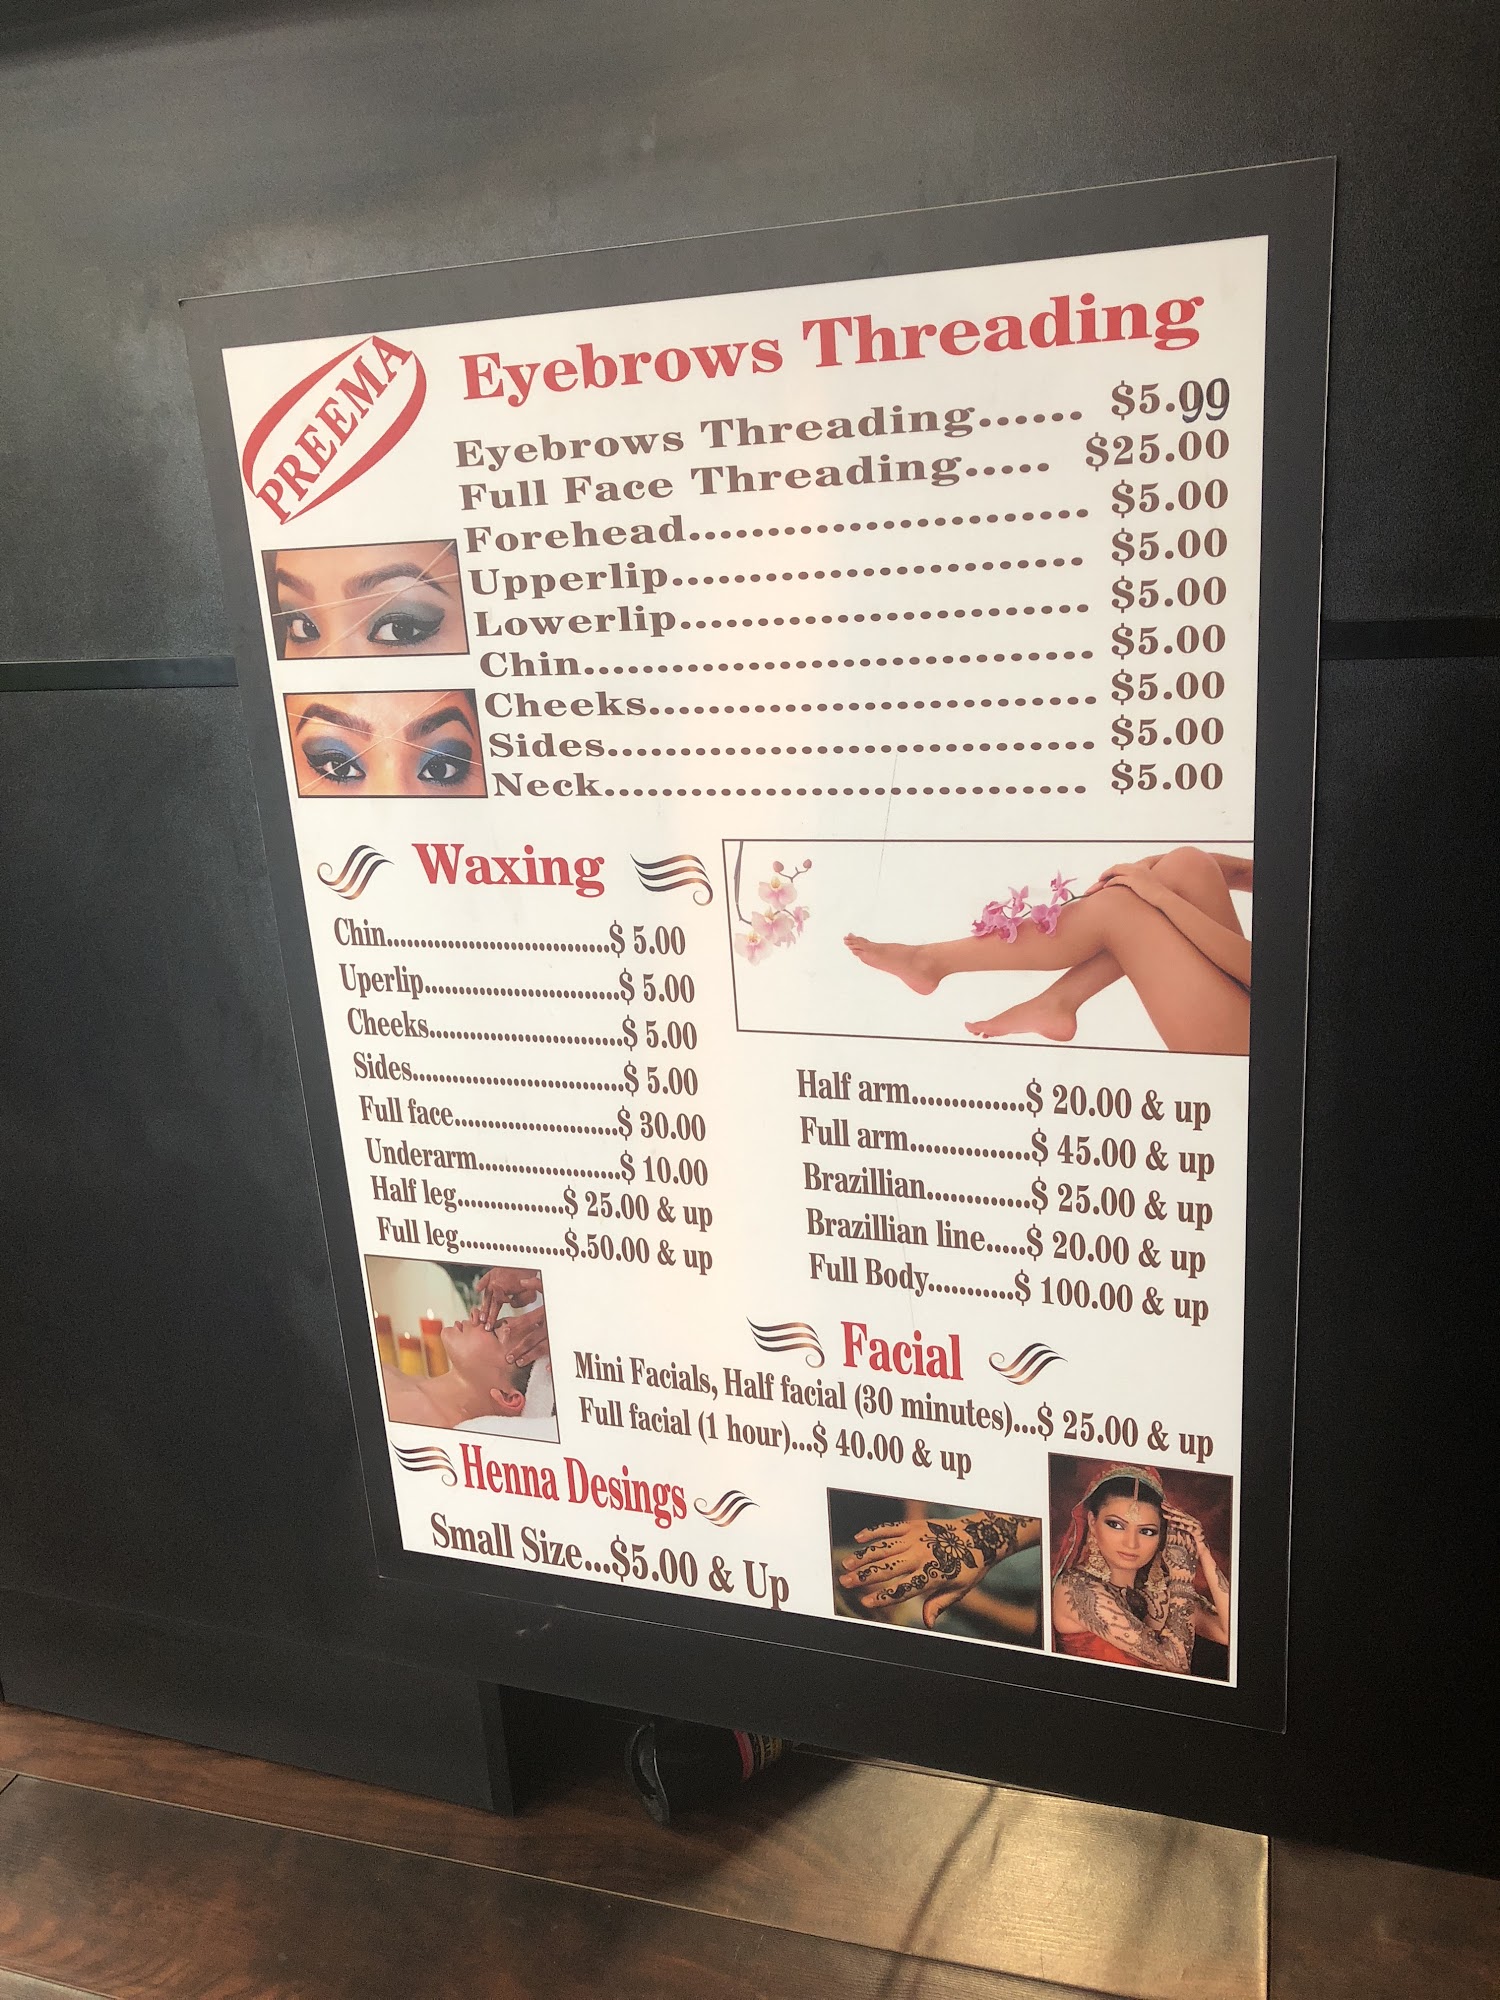 PREEMA
Eyebrows Threading
Eyebrows Threading...... $5.99
Full Face Threading..... $25.00
Forehead.......................... $5.00
Upperlip........................... $5.00
Lowerlip........................... $5.00
Chin................................... $5.00
Cheeks............................. $5.00
Sides................................. $5.00
Neck................................. $5.00
Waxing
Chin.................................$ 5.00
Uperlip.............................$ 5.00
Cheeks.............................$ 5.00
Sides................................$ 5.00
Full face.........................$ 30.00
Underarm......................$ 10.00
Half leg................$ 25.00 & up
Full leg................$.50.00 & up
Half arm..............$ 20.00 & up
Full arm...............$ 45.00 & up
Brazillian.............$ 25.00 & up
Brazillian line.....$ 20.00 & up
Full Body...........$ 100.00 & up
Facial
Mini Facials, Half facial (30 minutes)...$ 25.00 & up
Full facial (1 hour)...$ 40.00 & up
Henna Desings
Small Size...$5.00 & Up